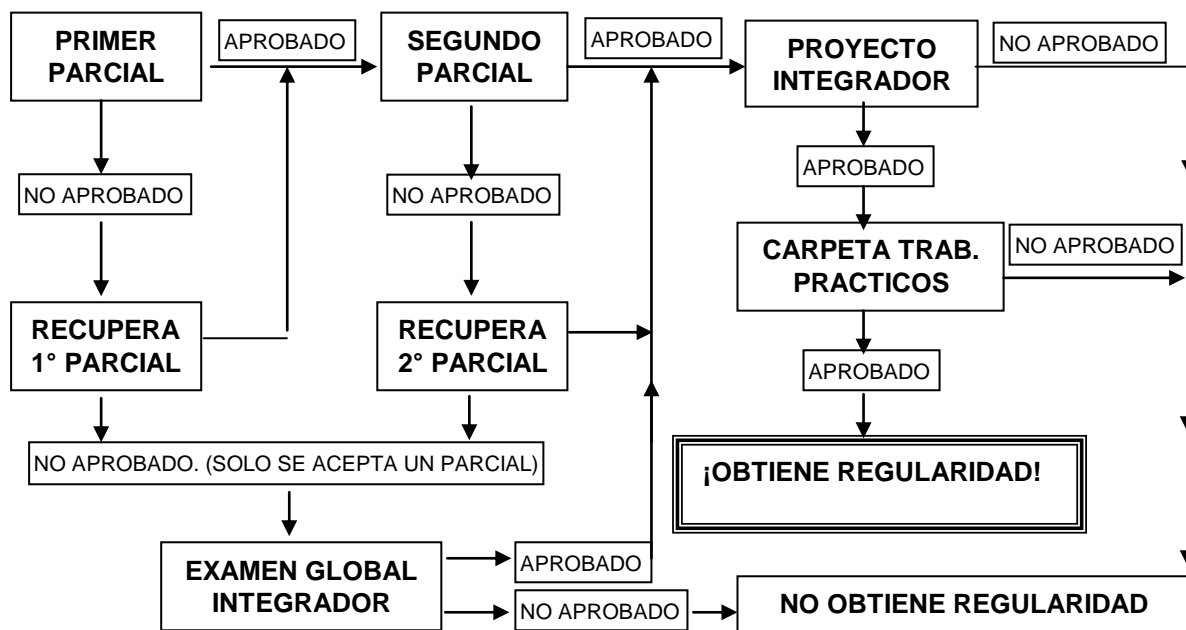 PRIMER
PARCIAL
APROBADO
SEGUNDO
PARCIAL
APROBADO
PROYECTO
INTEGRADOR
NO APROBADO
NO APROBADO
NO APROBADO
APROBADO
CARPETA TRAB.
PRACTICOS
NO APROBADO
RECUPERA
1° PARCIAL
RECUPERA
2° PARCIAL
APROBADO
NO APROBADO. (SOLO SE ACEPTA UN PARCIAL)
¡OBTIENE REGULARIDAD!
EXAMEN GLOBAL
INTEGRADOR
APROBADO
NO APROBADO
NO OBTIENE REGULARIDAD